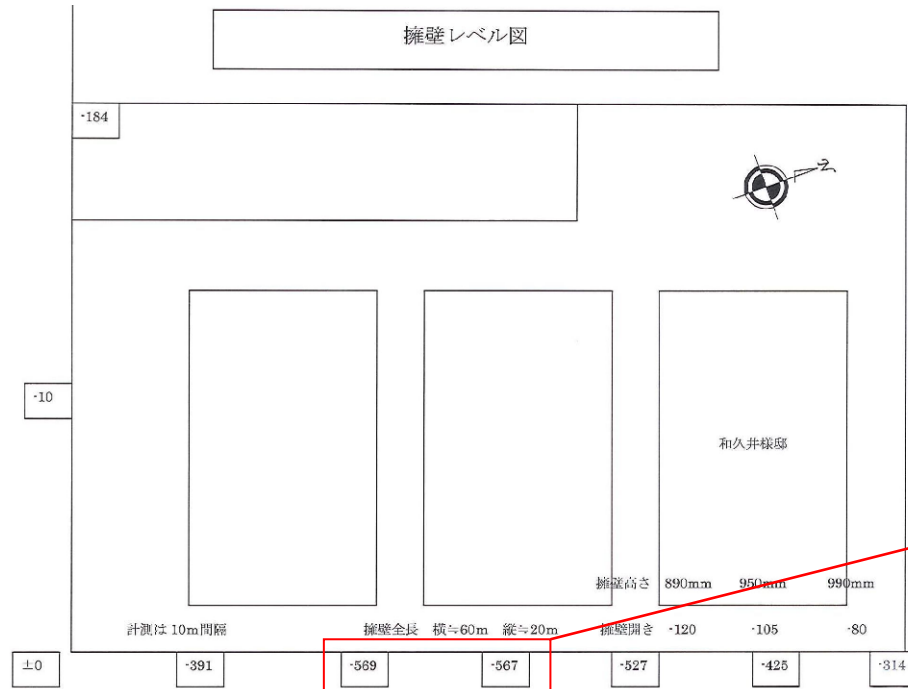 擁壁レベル図
-184
N
-10
和久井様邸
擁壁高さ 890mm 950mm 990mm
計測は10m間隔 擁壁全長 横≒60m 縦≒20m 擁壁開き -120 -105 -80
±0 -391 -569 -567 -527 -425 -314